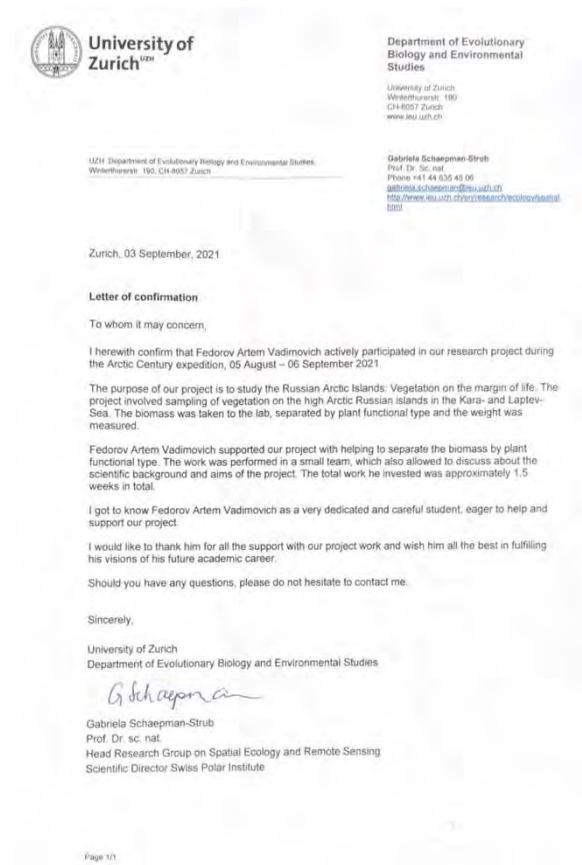 University of
Zurich UZH
Department of Evolutionary
Biology and Environmental
Studies
University of Zurich
Winterthurerstr. 190
CH-8057 Zurich
www.ieu.uzh.ch
UZH, Department of Evolutionary Biology and Environmental Studies,
Winterthurerstr. 190, CH-8057 Zurich
Gabriela Schaepman-Strub
Prof. Dr. Sc. nat.
Phone +41 44 635 48 06
gabriela.schaepman@ieu.uzh.ch
http://www.ieu.uzh.ch/en/research/ecology/spatial.
html
Zurich, 03 September, 2021
Letter of confirmation
To whom it may concern,
I herewith confirm that Fedorov Artem Vadimovich actively participated in our research project during
the Arctic Century expedition, 05 August – 06 September 2021.
The purpose of our project is to study the Russian Arctic Islands: Vegetation on the margin of life. The
project involved sampling of vegetation on the high Arctic Russian islands in the Kara- and Laptev-
Sea. The biomass was taken to the lab, separated by plant functional type and the weight was
measured.
Fedorov Artem Vadimovich supported our project with helping to separate the biomass by plant
functional type. The work was performed in a small team, which also allowed to discuss about the
scientific background and aims of the project. The total work he invested was approximately 1.5
weeks in total.
I got to know Fedorov Artem Vadimovich as a very dedicated and careful student, eager to help and
support our project.
I would like to thank him for all the support with our project work and wish him all the best in fulfilling
his visions of his future academic career.
Should you have any questions, please do not hesitate to contact me.
Sincerely,
University of Zurich
Department of Evolutionary Biology and Environmental Studies
G Schaepman
Gabriela Schaepman-Strub
Prof. Dr. sc. nat.
Head Research Group on Spatial Ecology and Remote Sensing
Scientific Director Swiss Polar Institute
Page 1/1